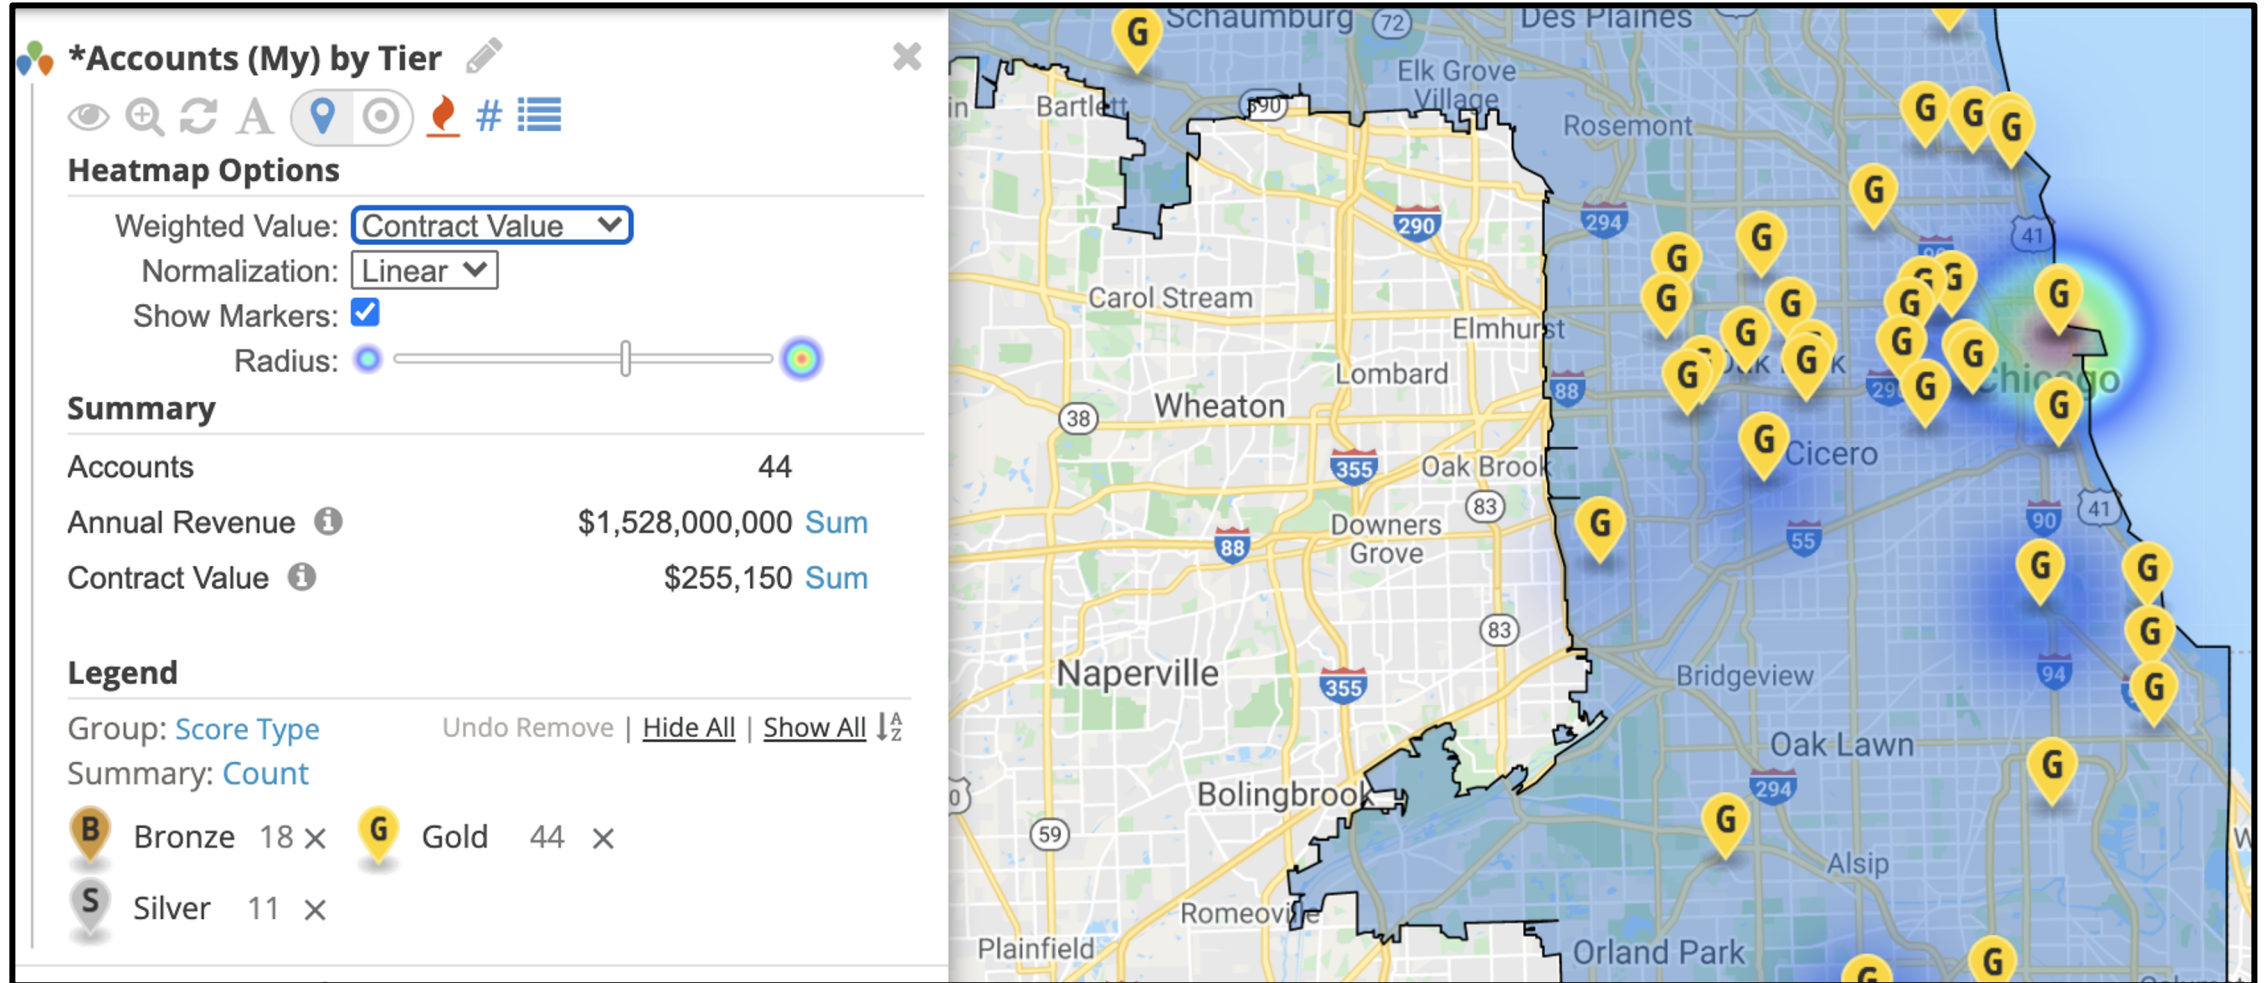 *Accounts (My) by Tier
A
#
Heatmap Options
Weighted Value: Contract Value
Normalization: Linear
Show Markers:
Radius:
Summary
Accounts 44
Annual Revenue i $1,528,000,000 Sum
Contract Value i $255,150 Sum
Legend
Group: Score Type Undo Remove | Hide All | Show All A Z
Summary: Count
B Bronze 18 × G Gold 44 ×
S Silver 11 ×
Schaumburg 72 Des Plaines
G
Elk Grove
Village
Bartlett
390
Rosemont
G G G
G
290
294
41
G
G
G G
G
G
G
G
Carol Stream
Elmhurst
G
G
G
G
G
G
Lombard
88
290
Chicago
Wheaton
38
G
G
G
Cicero
355
Oak Brook
83
41
90
Downers
Grove
88
G
55
G
G
83
G
Naperville
355
Bridgeview
94
G
Oak Lawn
G
294
Bolingbrook
G
59
Alsip
Romeoville
Plainfield
Orland Park
G
G